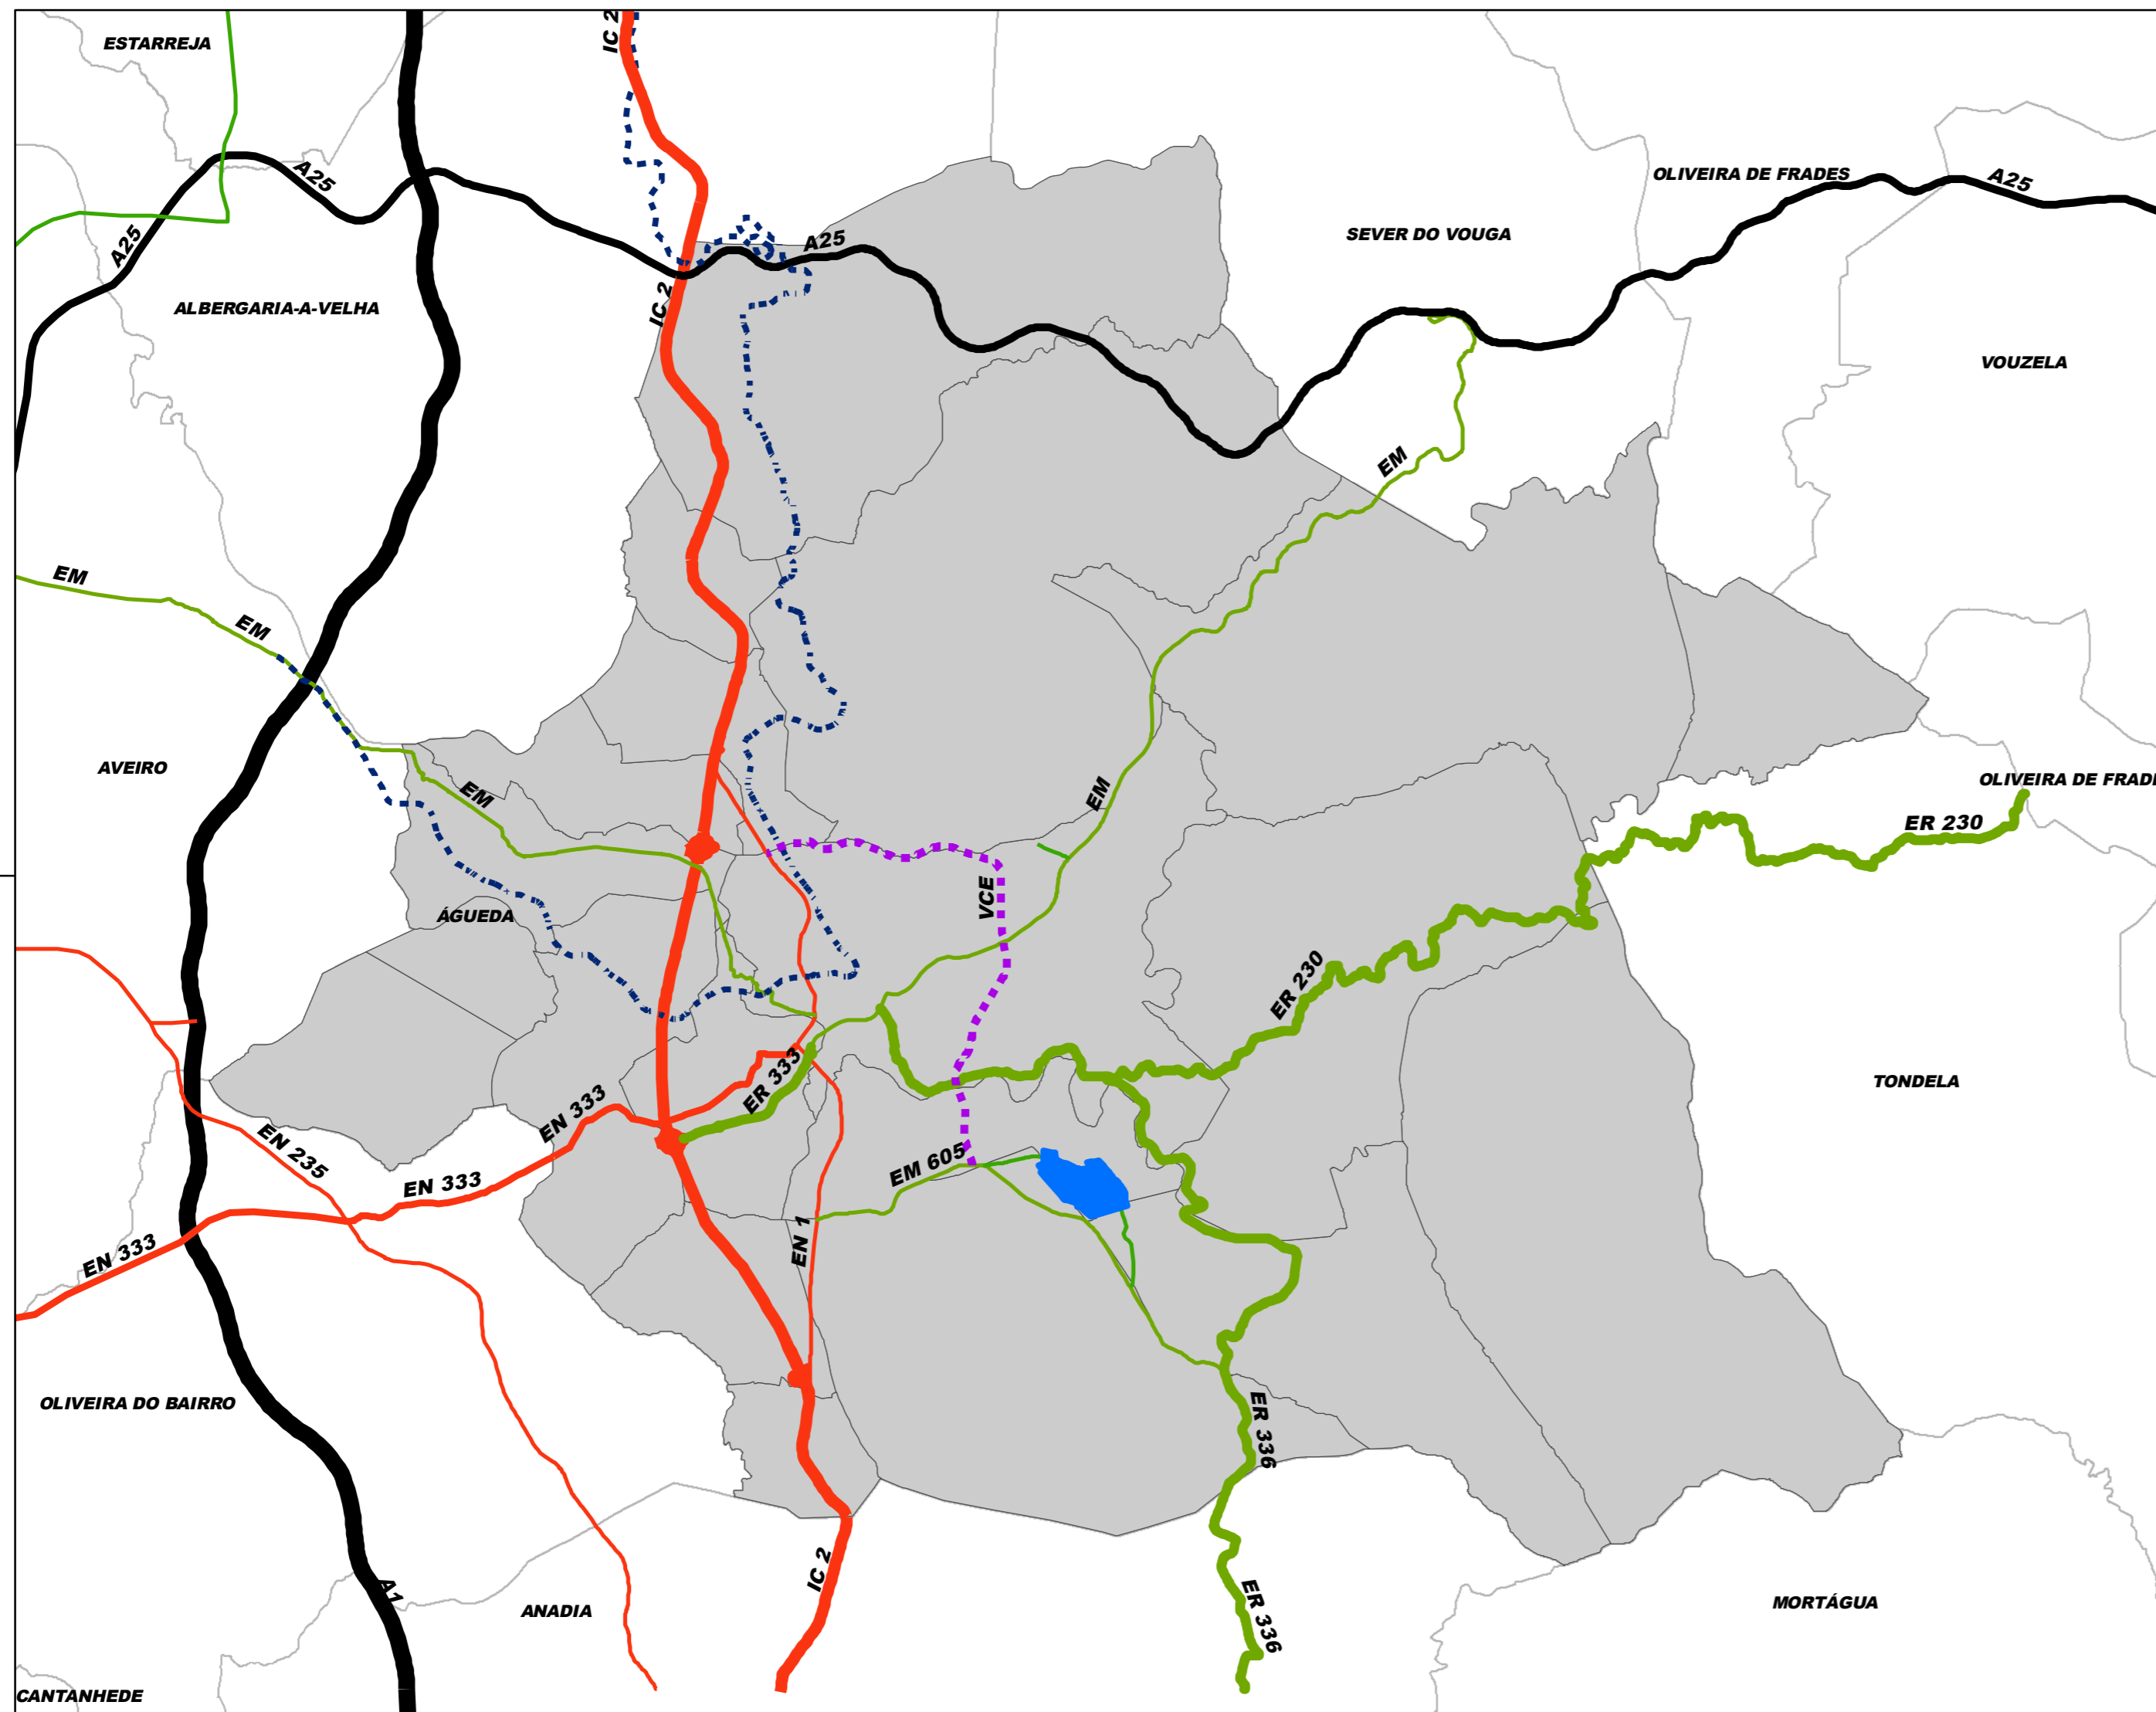 IC 2
ESTARREJA
A25
OLIVEIRA DE FRADES
A25
A25
A25
SEVER DO VOUGA
IC 2
ALBERGARIA-A-VELHA
VOUZELA
EM
EM
EM
AVEIRO
OLIVEIRA DE FRADE
EM
EM
ER 230
VCE
ÁGUEDA
ER 230
ER 333
TONDELA
EN 333
EN 235
EM 605
EN 333
EN 1
EN 333
OLIVEIRA DO BAIRRO
ER 336
IC 2
A1
ANADIA
MORTÁGUA
ER 336
CANTANHEDE